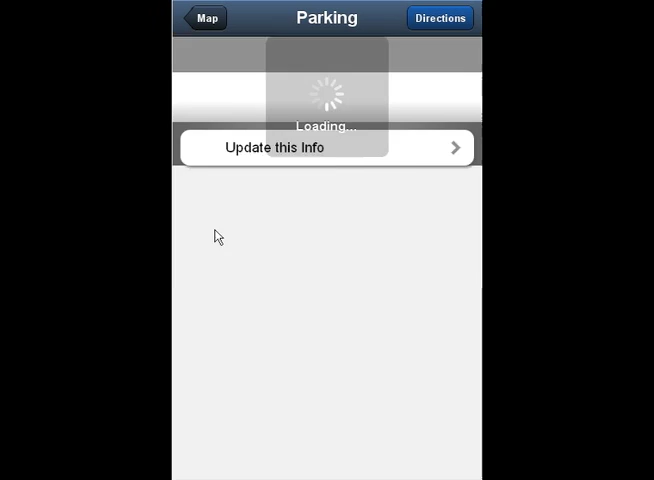 Map
Parking
Directions
Loading...
Update this Info